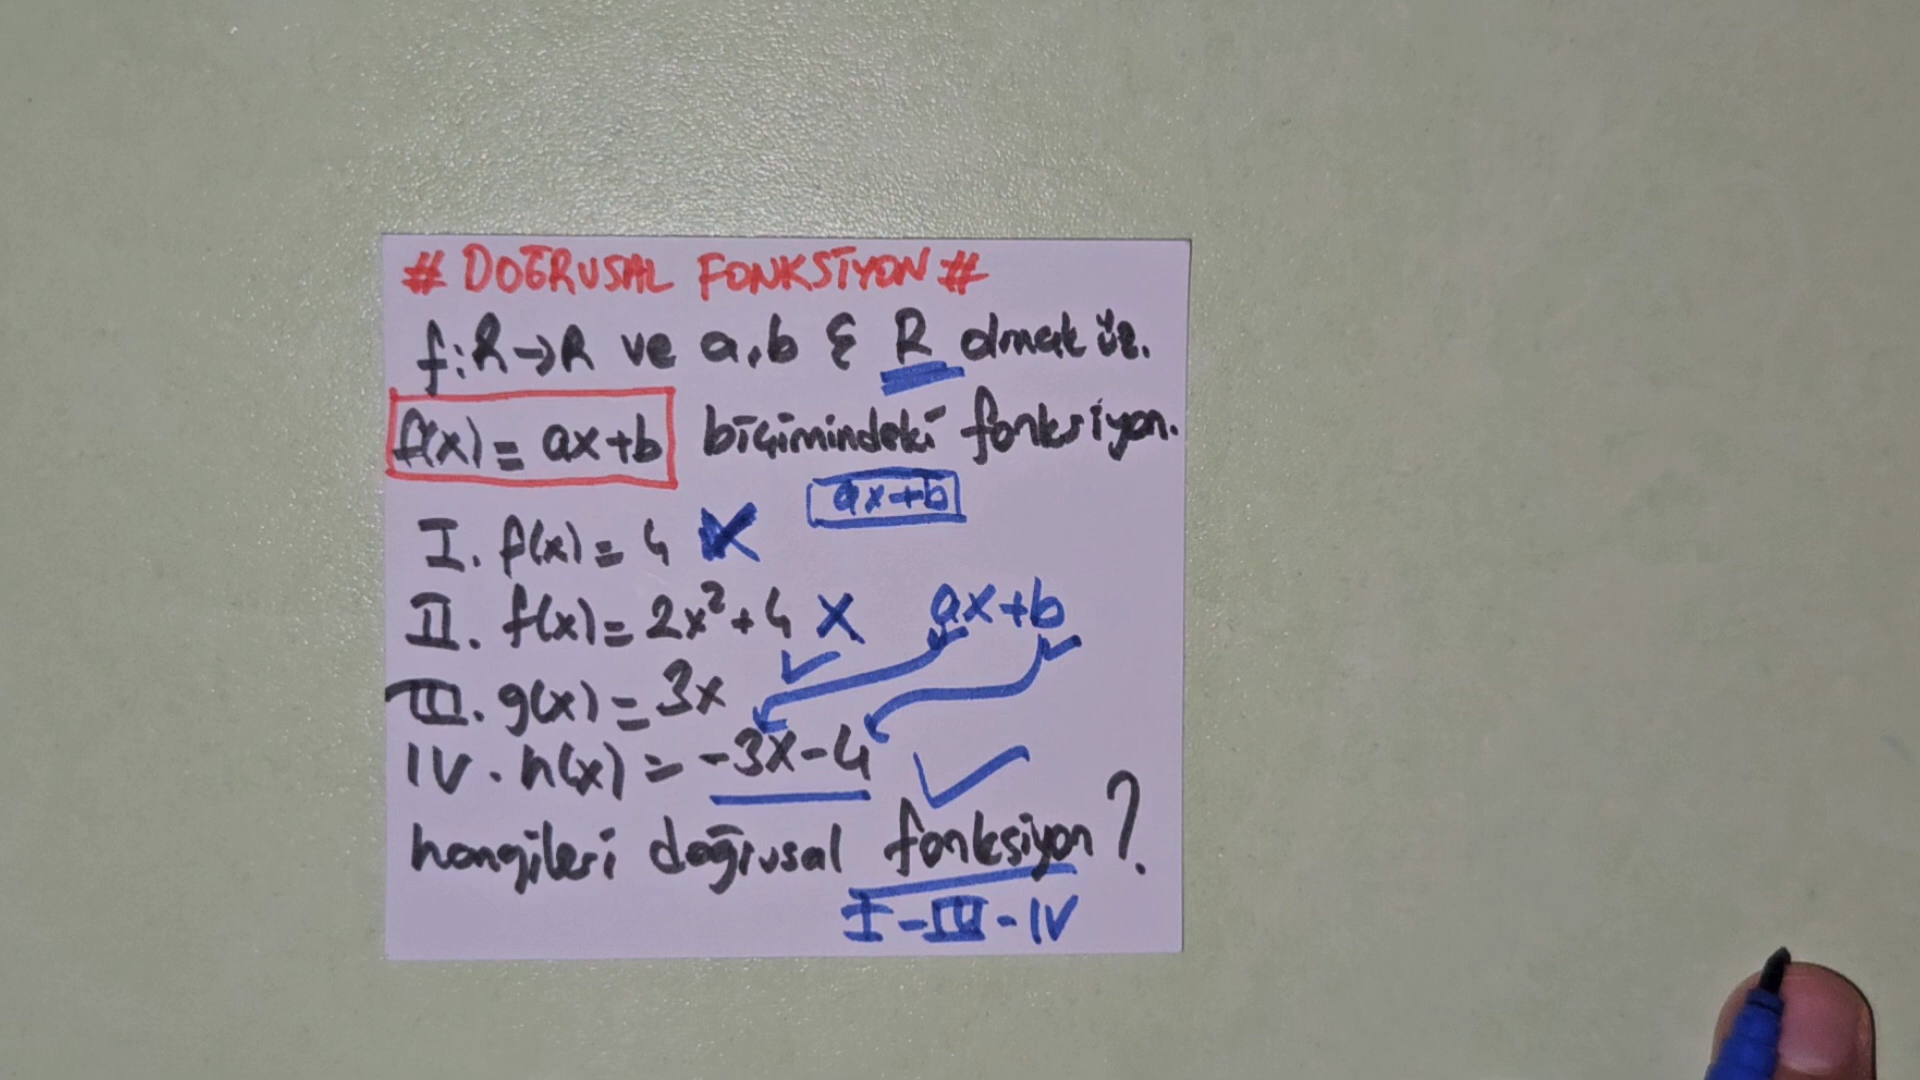 # DOĞRUSAL FONKSİYON #
f:R→R ve a,b ε R olmak üz.
f(x) = ax+b biçimindeki fonksiyon.
ax+b
I. f(x) = 4 X
II. f(x) = 2x²+4 X ax+b
III. g(x) = 3x ✓
IV. h(x) = -3x-4 ✓
hangileri doğrusal fonksiyon?
I-III-IV